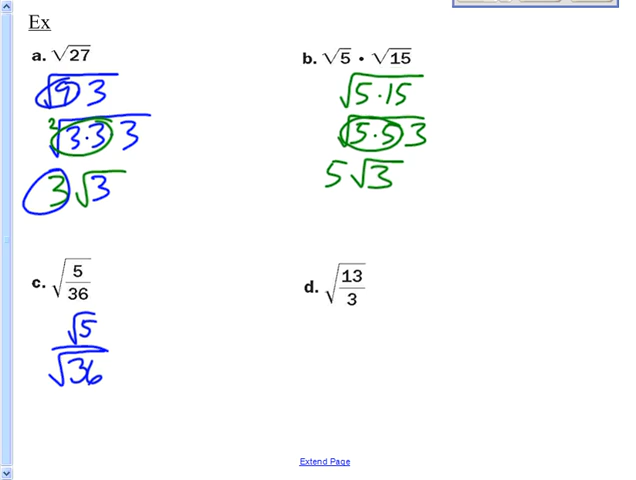 Ex
a. √27
√9 3
²√3·3 3
3√3
b. √5 • √15
√5·15
√5·5 3
5√3
c. √5/36
√5
√36
d. √13/3
Extend Page